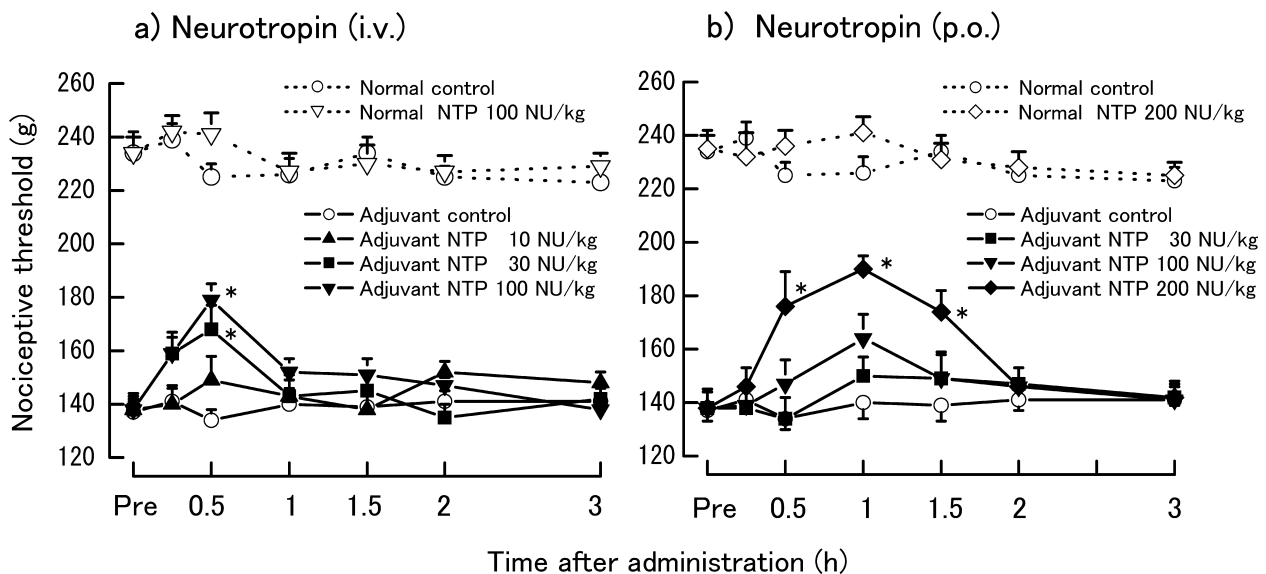 a) Neurotropin (i.v.)
260
240
220
200
180
160
140
120
Nociceptive threshold (g)
Normal control
Normal NTP 100 NU/kg
Adjuvant control
Adjuvant NTP 10 NU/kg
Adjuvant NTP 30 NU/kg
Adjuvant NTP 100 NU/kg
*
*
Pre 0.5 1 1.5 2 3
b) Neurotropin (p.o.)
260
240
220
200
180
160
140
120
Normal control
Normal NTP 200 NU/kg
Adjuvant control
Adjuvant NTP 30 NU/kg
Adjuvant NTP 100 NU/kg
Adjuvant NTP 200 NU/kg
*
*
*
Pre 0.5 1 1.5 2 3
Time after administration (h)